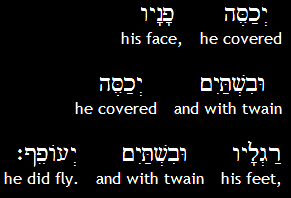 יְכַסֶּה פָנָיו
he covered his face,
וּבִשְׁתַּיִם יְכַסֶּה
and with twain he covered
רַגְלָיו וּבִשְׁתַּיִם יְעוֹפֵף׃
his feet, and with twain he did fly.